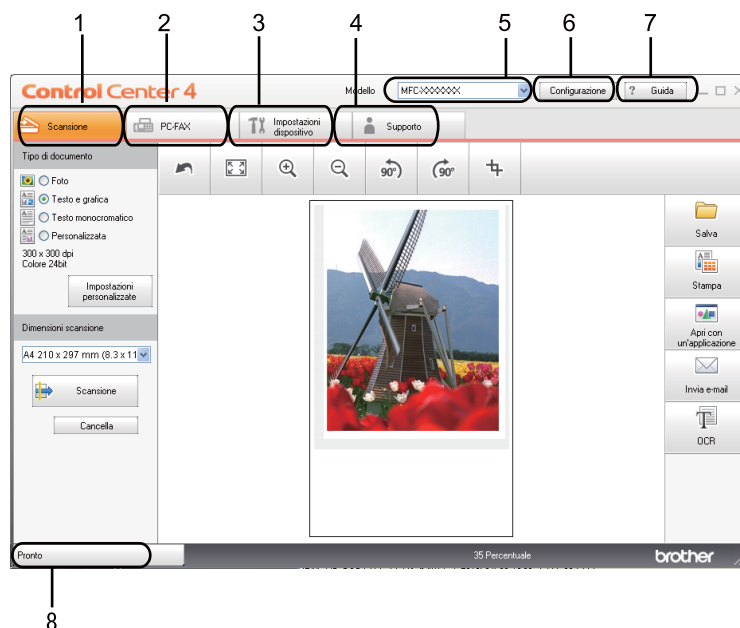 1 2 3 4 5 6 7
Control Center 4
Modello MFC-XXXXXX Configurazione ? Guida
Scansione PC-FAX Impostazioni dispositivo Supporto
Tipo di documento
Foto
Testo e grafica
Testo monocromatico
Personalizzata
300 x 300 dpi
Colore 24bit
Impostazioni
personalizzate
Dimensioni scansione
A4 210 x 297 mm (8.3 x 11
Scansione
Cancella
90° 90°
Salva
Stampa
Apri con
un'applicazione
Invia e-mail
OCR
Pronto
35 Percentuale
brother
8